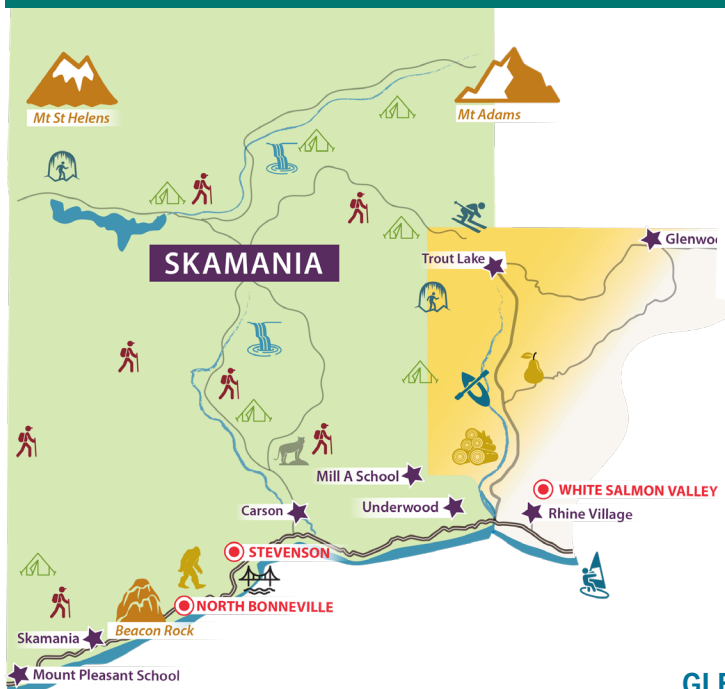 Mt St Helens
Mt Adams
SKAMANIA
Trout Lake
Mill A School
Underwood
Carson
WHITE SALMON VALLEY
Rhine Village
STEVENSON
NORTH BONNEVILLE
Beacon Rock
Skamania
Mount Pleasant School